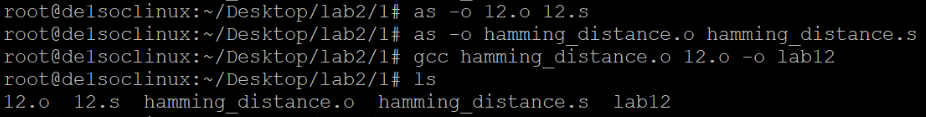 root@de1soclinux:~/Desktop/lab2/1# as -o 12.o 12.s
root@de1soclinux:~/Desktop/lab2/1# as -o hamming_distance.o hamming_distance.s
root@de1soclinux:~/Desktop/lab2/1# gcc hamming_distance.o 12.o -o lab12
root@de1soclinux:~/Desktop/lab2/1# ls
12.o  12.s  hamming_distance.o  hamming_distance.s  lab12